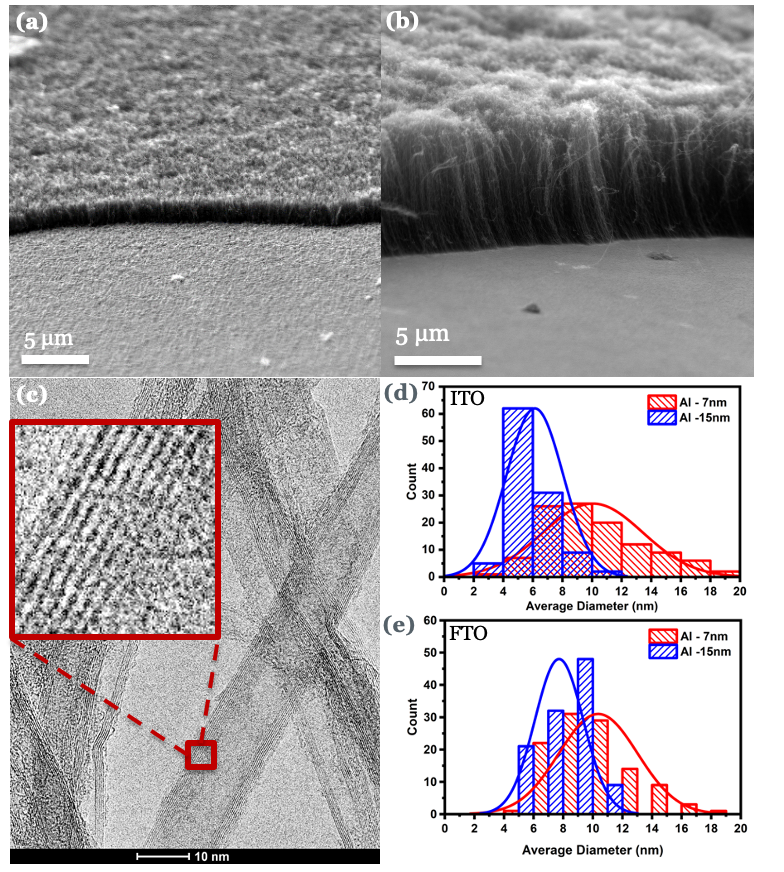 (a)
5 μm
(b)
5 μm
(c)
10 nm
(d)
ITO
Al - 7nm
Al -15nm
Count
70
60
50
40
30
20
10
0
0 2 4 6 8 10 12 14 16 18 20
Average Diameter (nm)
(e)
FTO
Al - 7nm
Al -15nm
Count
60
50
40
30
20
10
0
0 2 4 6 8 10 12 14 16 18 20
Average Diameter (nm)